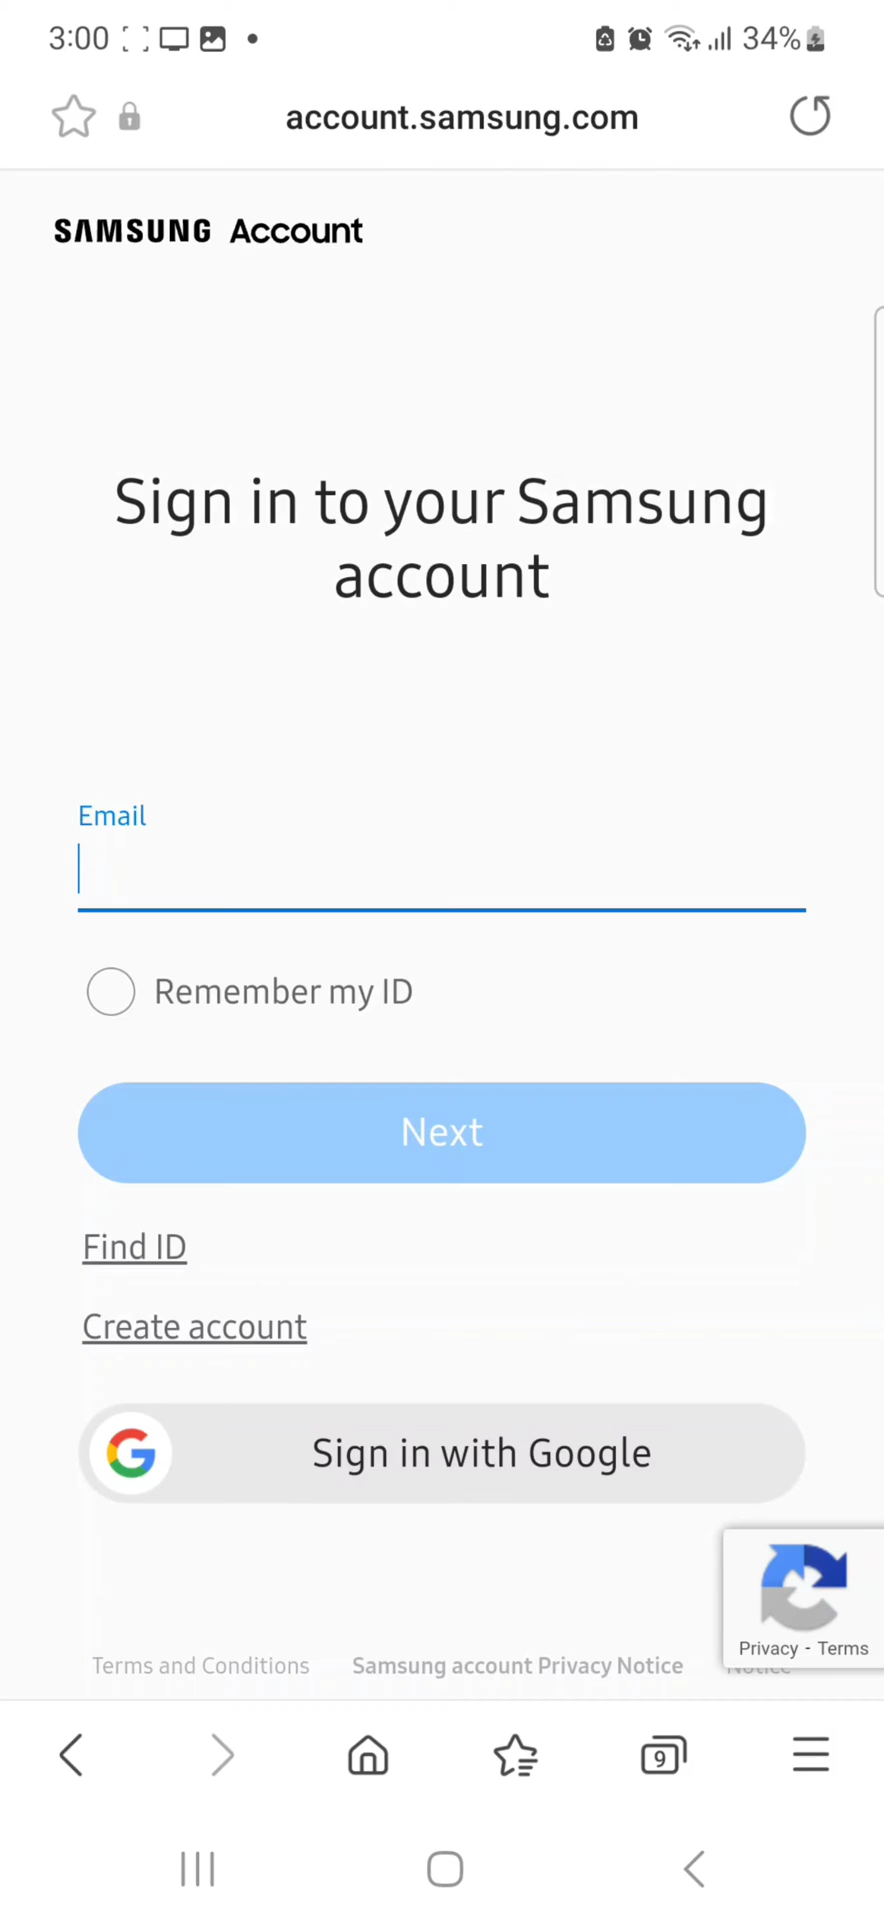 3:00
34%
account.samsung.com
SAMSUNG Account
Sign in to your Samsung
account
Email
Remember my ID
Next
Find ID
Create account
Sign in with Google
Privacy - Terms
Terms and Conditions Samsung account Privacy Notice Notice
9